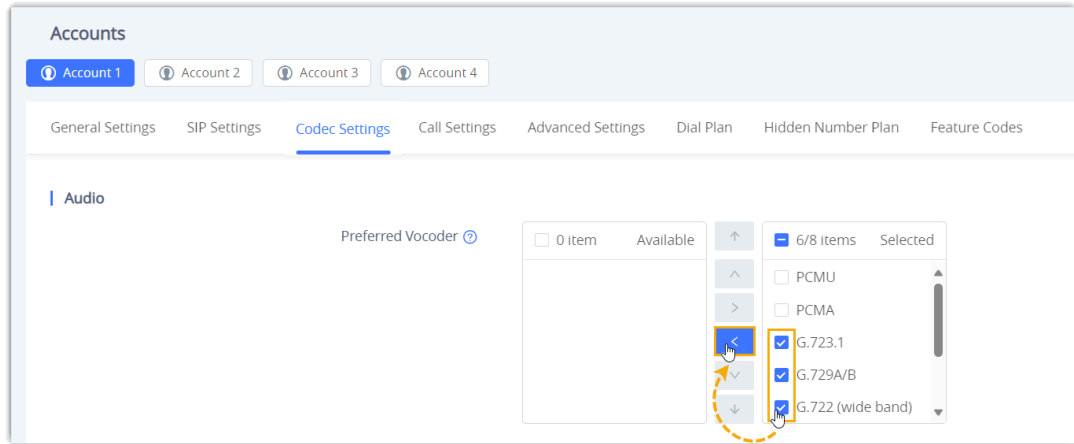 Accounts
Account 1 Account 2 Account 3 Account 4
General Settings SIP Settings Codec Settings Call Settings Advanced Settings Dial Plan Hidden Number Plan Feature Codes
Audio
Preferred Vocoder ? 0 item Available 6/8 items Selected
PCMU
PCMA
G.723.1
G.729A/B
G.722 (wide band)